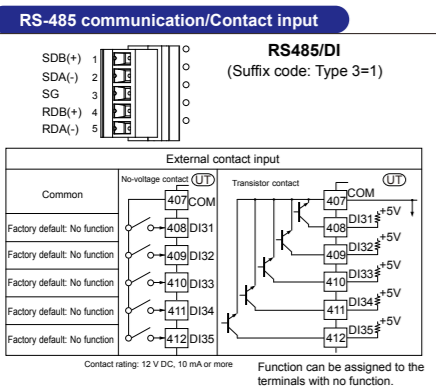 RS-485 communication/Contact input
RS485/DI
(Suffix code: Type 3=1)
SDB(+) 1
SDA(-) 2
SG 3
RDB(+) 4
RDA(-) 5
External contact input
No-voltage contact UT
Transistor contact UT
Common
407 COM
407 COM
Factory default: No function
408 DI31
DI31 +5V
408
Factory default: No function
409 DI32
DI32 +5V
409
Factory default: No function
410 DI33
DI33 +5V
410
Factory default: No function
411 DI34
DI34 +5V
411
Factory default: No function
412 DI35
DI35 +5V
412
Contact rating: 12 V DC, 10 mA or more
Function can be assigned to the
terminals with no function.